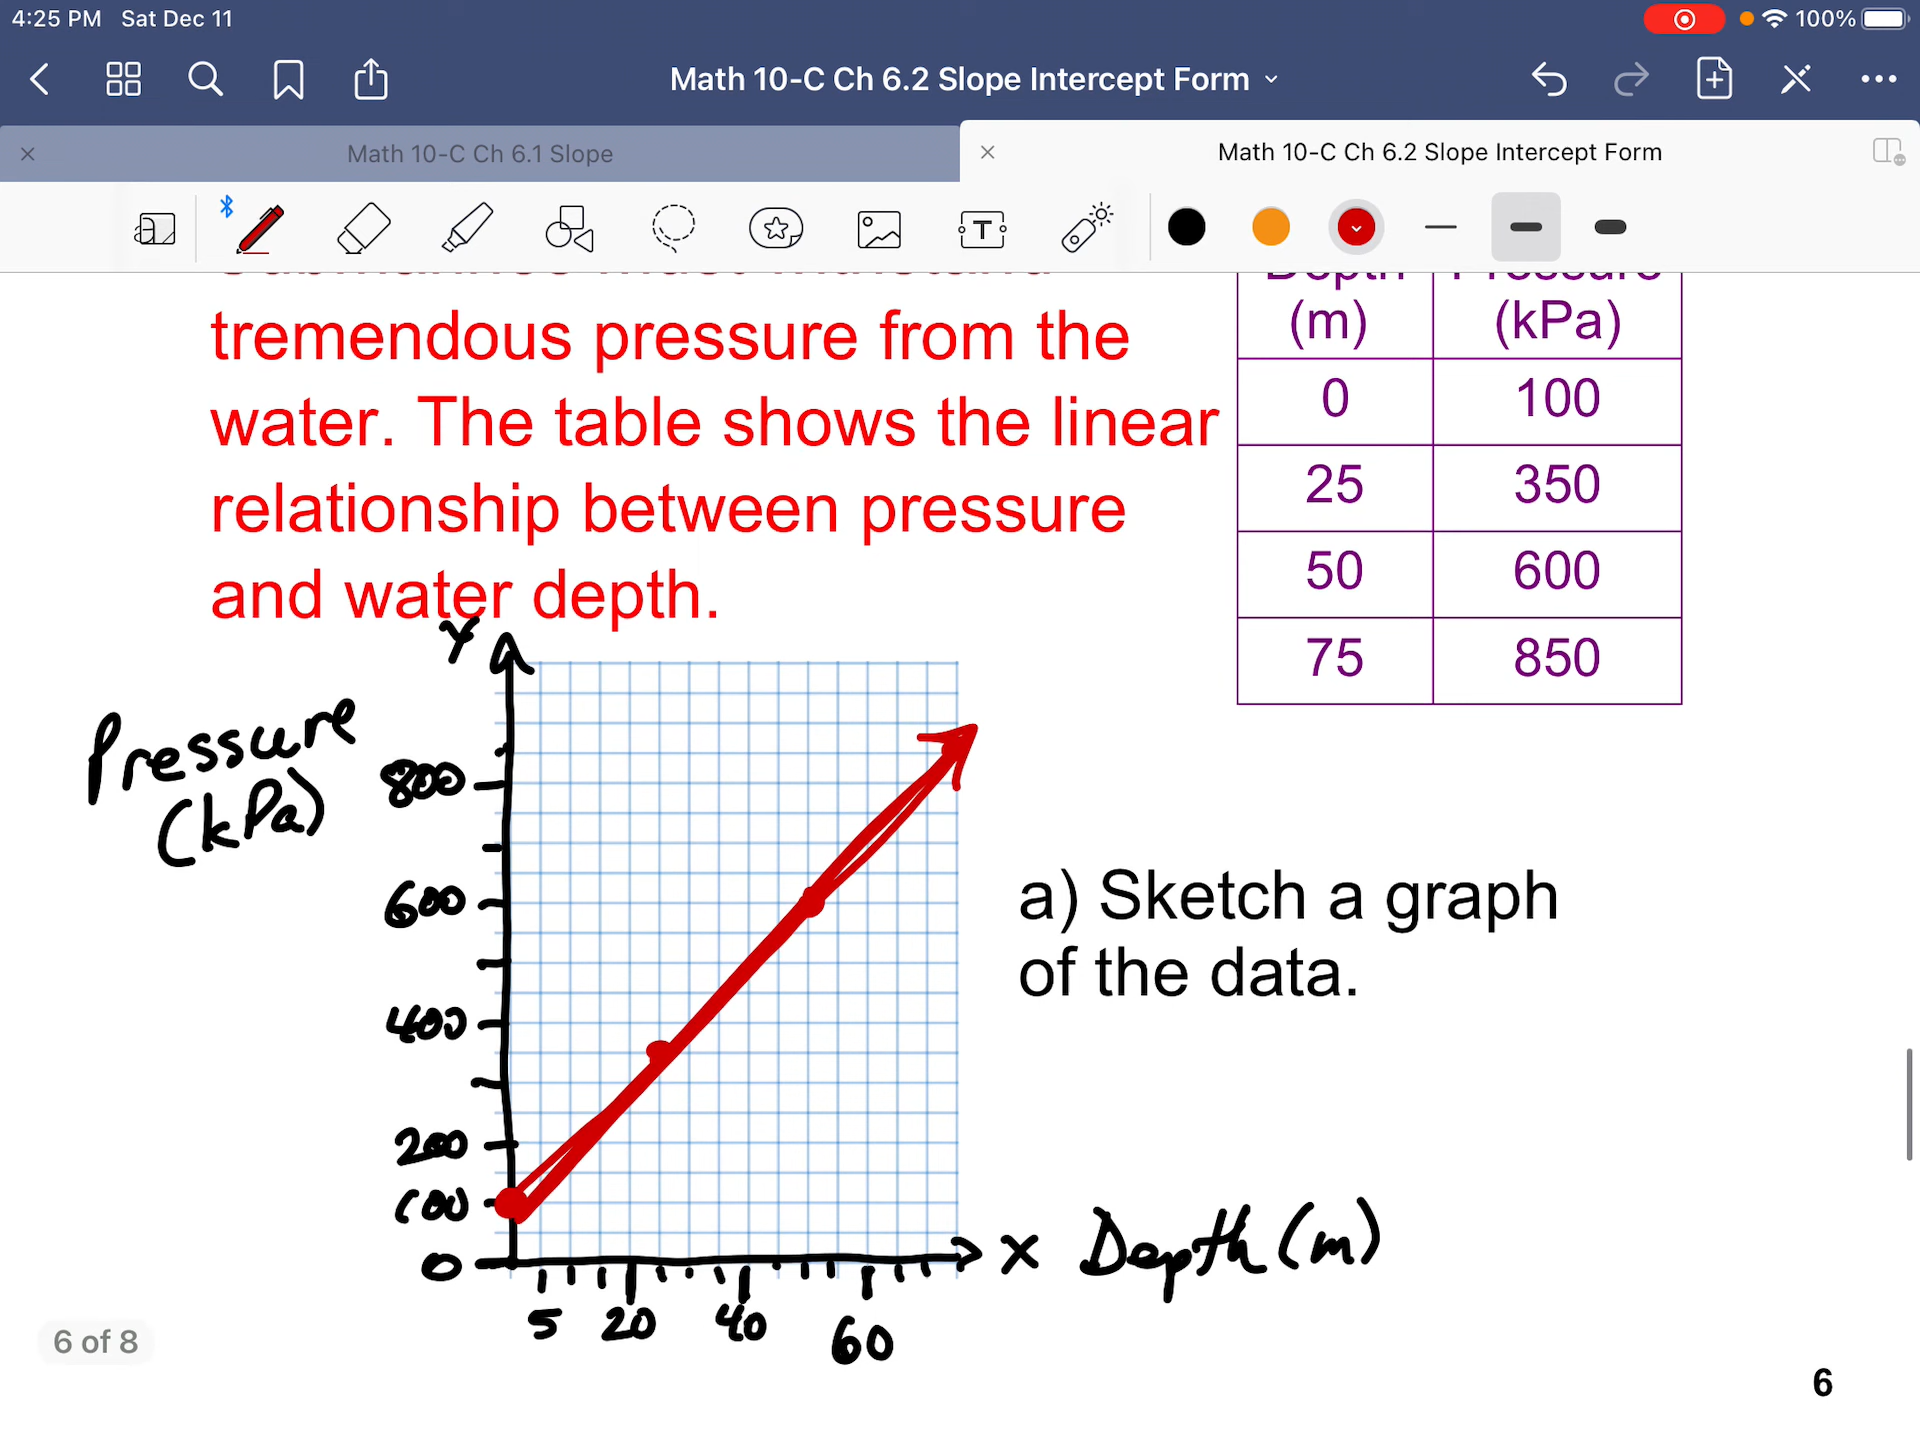 4:25 PM Sat Dec 11
100%
Math 10-C Ch 6.2 Slope Intercept Form
Math 10-C Ch 6.1 Slope
Math 10-C Ch 6.2 Slope Intercept Form
tremendous pressure from the
water. The table shows the linear
relationship between pressure
and water depth.
Depth Pressure
(m) (kPa)
0 100
25 350
50 600
75 850
Y
Pressure
(kPa)
800
600
400
200
100
0
5 20 40 60
X Depth (m)
a) Sketch a graph
of the data.
6 of 8
6